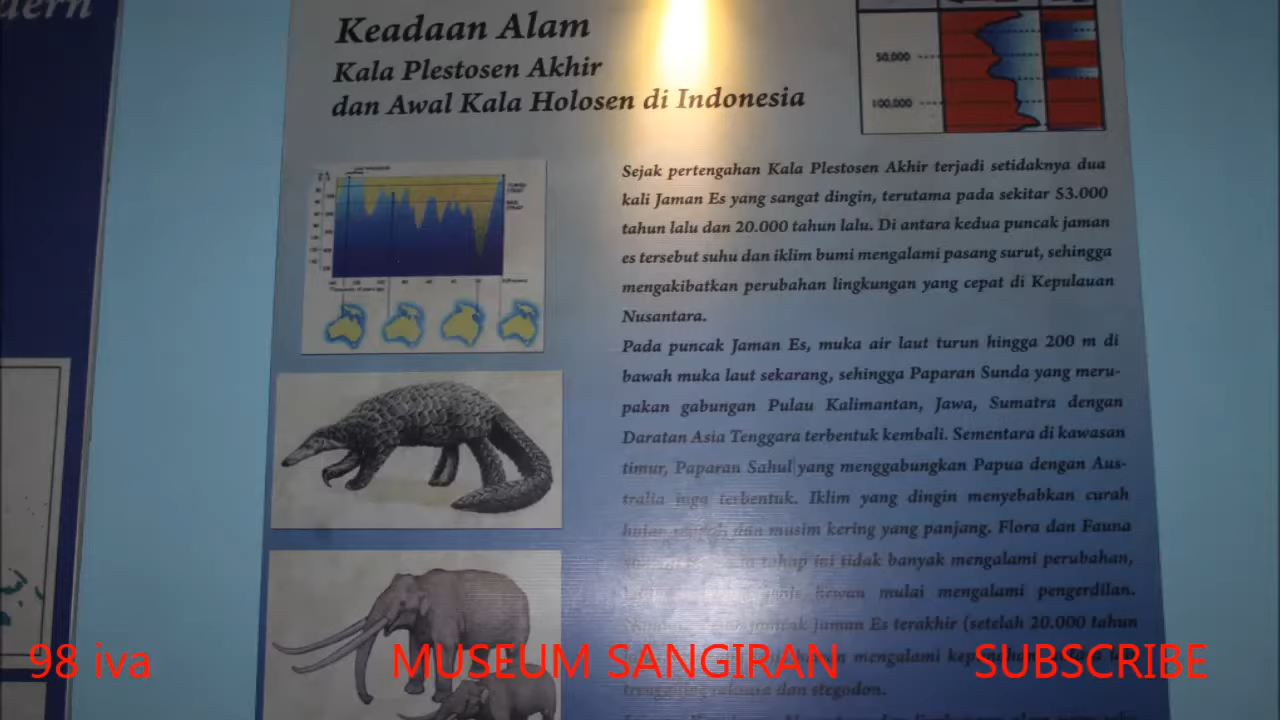 dern
Keadaan Alam
Kala Plestosen Akhir
dan Awal Kala Holosen di Indonesia
50,000
100,000
Sejak pertengahan Kala Plestosen Akhir terjadi setidaknya dua
kali Jaman Es yang sangat dingin, terutama pada sekitar 53.000
tahun lalu dan 20.000 tahun lalu. Di antara kedua puncak jaman
es tersebut suhu dan iklim bumi mengalami pasang surut, sehingga
mengakibatkan perubahan lingkungan yang cepat di Kepulauan
Nusantara.
Pada puncak Jaman Es, muka air laut turun hingga 200 m di
bawah muka laut sekarang, sehingga Paparan Sunda yang meru-
pakan gabungan Pulau Kalimantan, Jawa, Sumatra dengan
Daratan Asia Tenggara terbentuk kembali. Sementara di kawasan
timur, Paparan Sahul yang menggabungkan Papua dengan Aus-
tralia juga terbentuk. Iklim yang dingin menyebabkan curah
hujan dan musim kering yang panjang. Flora dan Fauna
tahap ini tidak banyak mengalami perubahan,
jenis hewan mulai mengalami pengerdilan.
puncak Jaman Es terakhir (setelah 20.000 tahun
mengalami
trenggiling raksasa dan stegodon.
98 iva
MUSEUM SANGIRAN
SUBSCRIBE